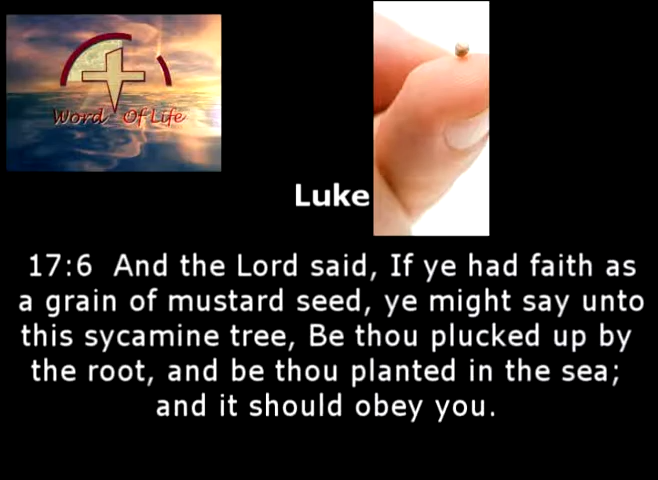 Word Of Life
Luke
17:6 And the Lord said, If ye had faith as
a grain of mustard seed, ye might say unto
this sycamine tree, Be thou plucked up by
the root, and be thou planted in the sea;
and it should obey you.